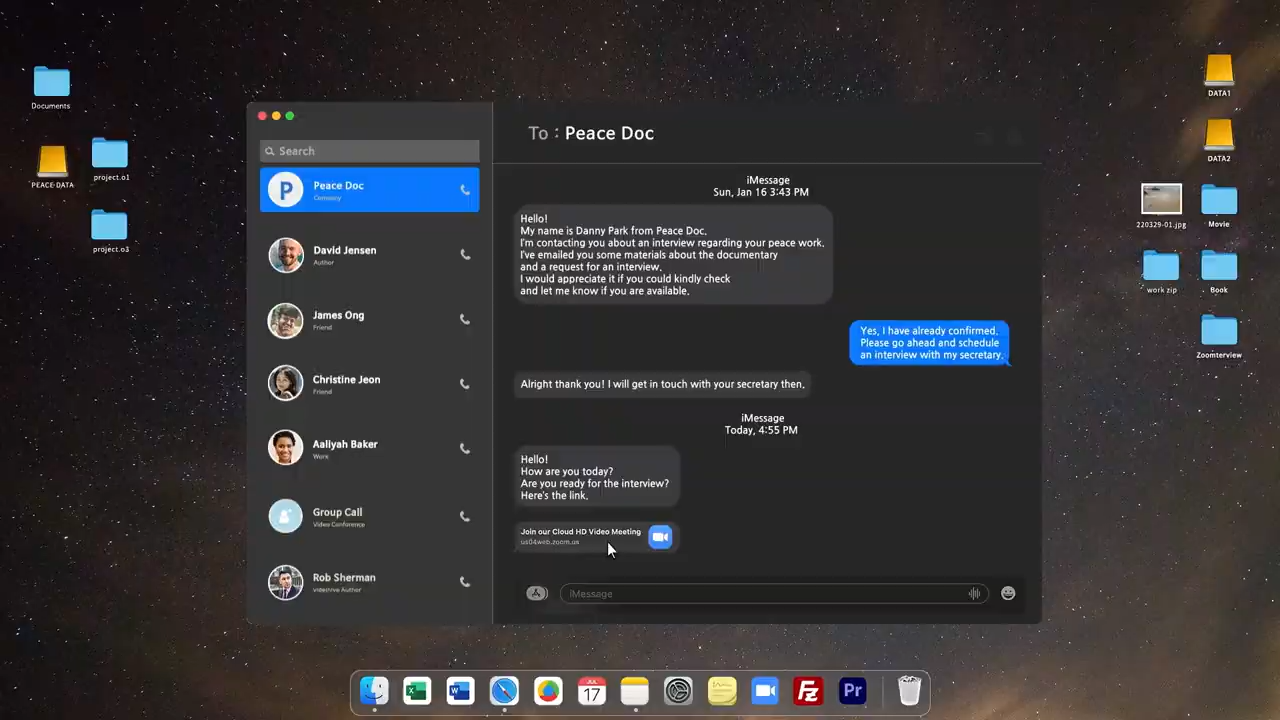 Documents
PEACE-DATA
project.o1
project.o3
Search
P
Peace Doc
Company
David Jensen
Author
James Ong
Friend
Christine Jeon
Friend
Aaliyah Baker
Work
Group Call
Video Conference
Rob Sherman
videohive Author
To : Peace Doc
iMessage
Sun, Jan 16 3:43 PM
Hello!
My name is Danny Park from Peace Doc.
I'm contacting you about an interview regarding your peace work.
I've emailed you some materials about the documentary
and a request for an interview.
I would appreciate it if you could kindly check
and let me know if you are available.
Yes, I have already confirmed.
Please go ahead and schedule
an interview with my secretary.
Alright thank you! I will get in touch with your secretary then.
iMessage
Today, 4:55 PM
Hello!
How are you today?
Are you ready for the interview?
Here's the link.
Join our Cloud HD Video Meeting
us04web.zoom.us
iMessage
DATA1
DATA2
220329-01.jpg
Movie
work zip
Book
Zoomterview
JUL
17
Fz
Pr